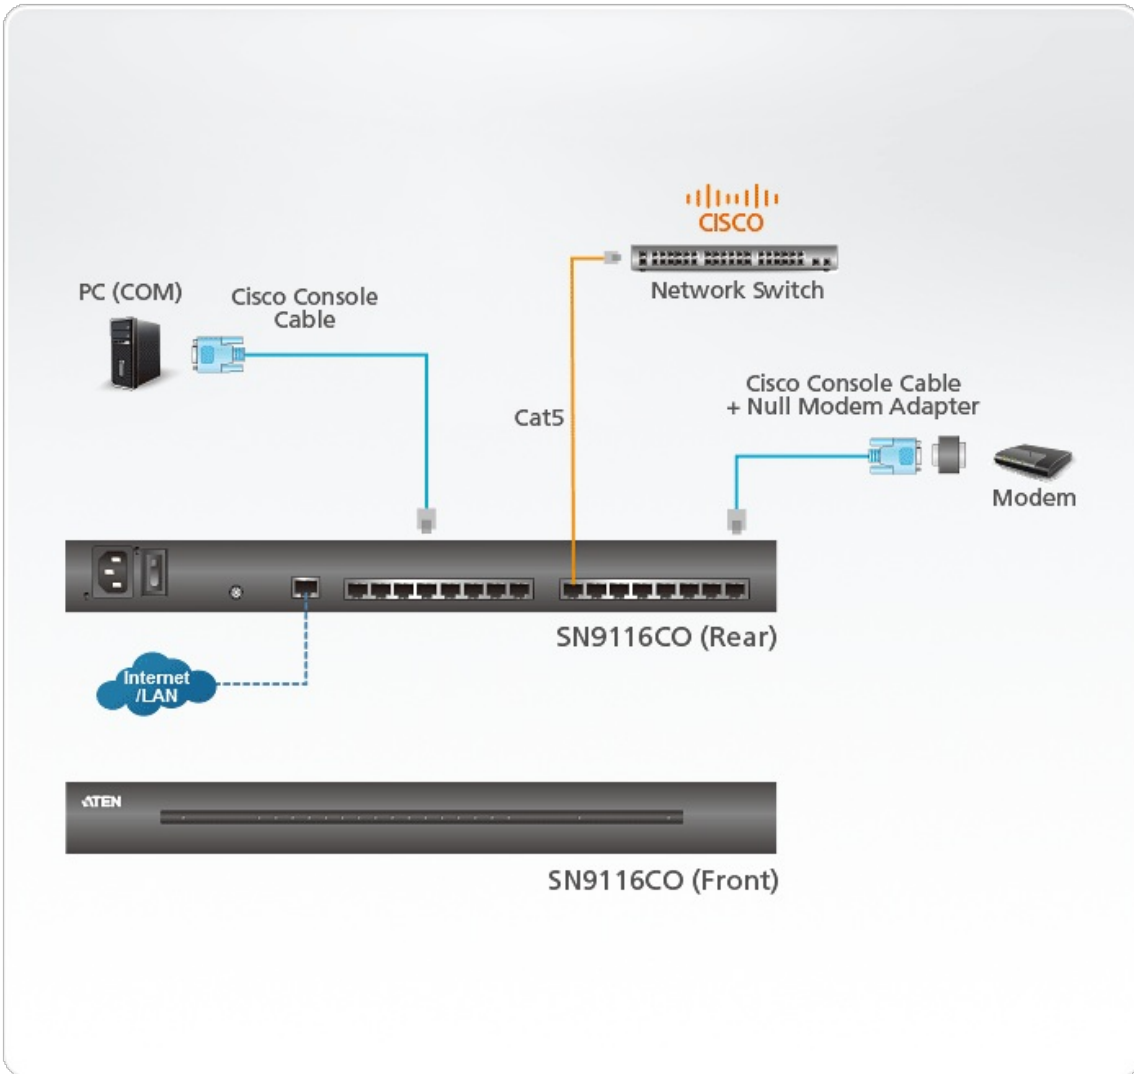 CISCO
PC (COM)
Cisco Console
Cable
Network Switch
Cisco Console Cable
+ Null Modem Adapter
Cat5
Modem
SN9116CO (Rear)
Internet
/LAN
ATEN
SN9116CO (Front)